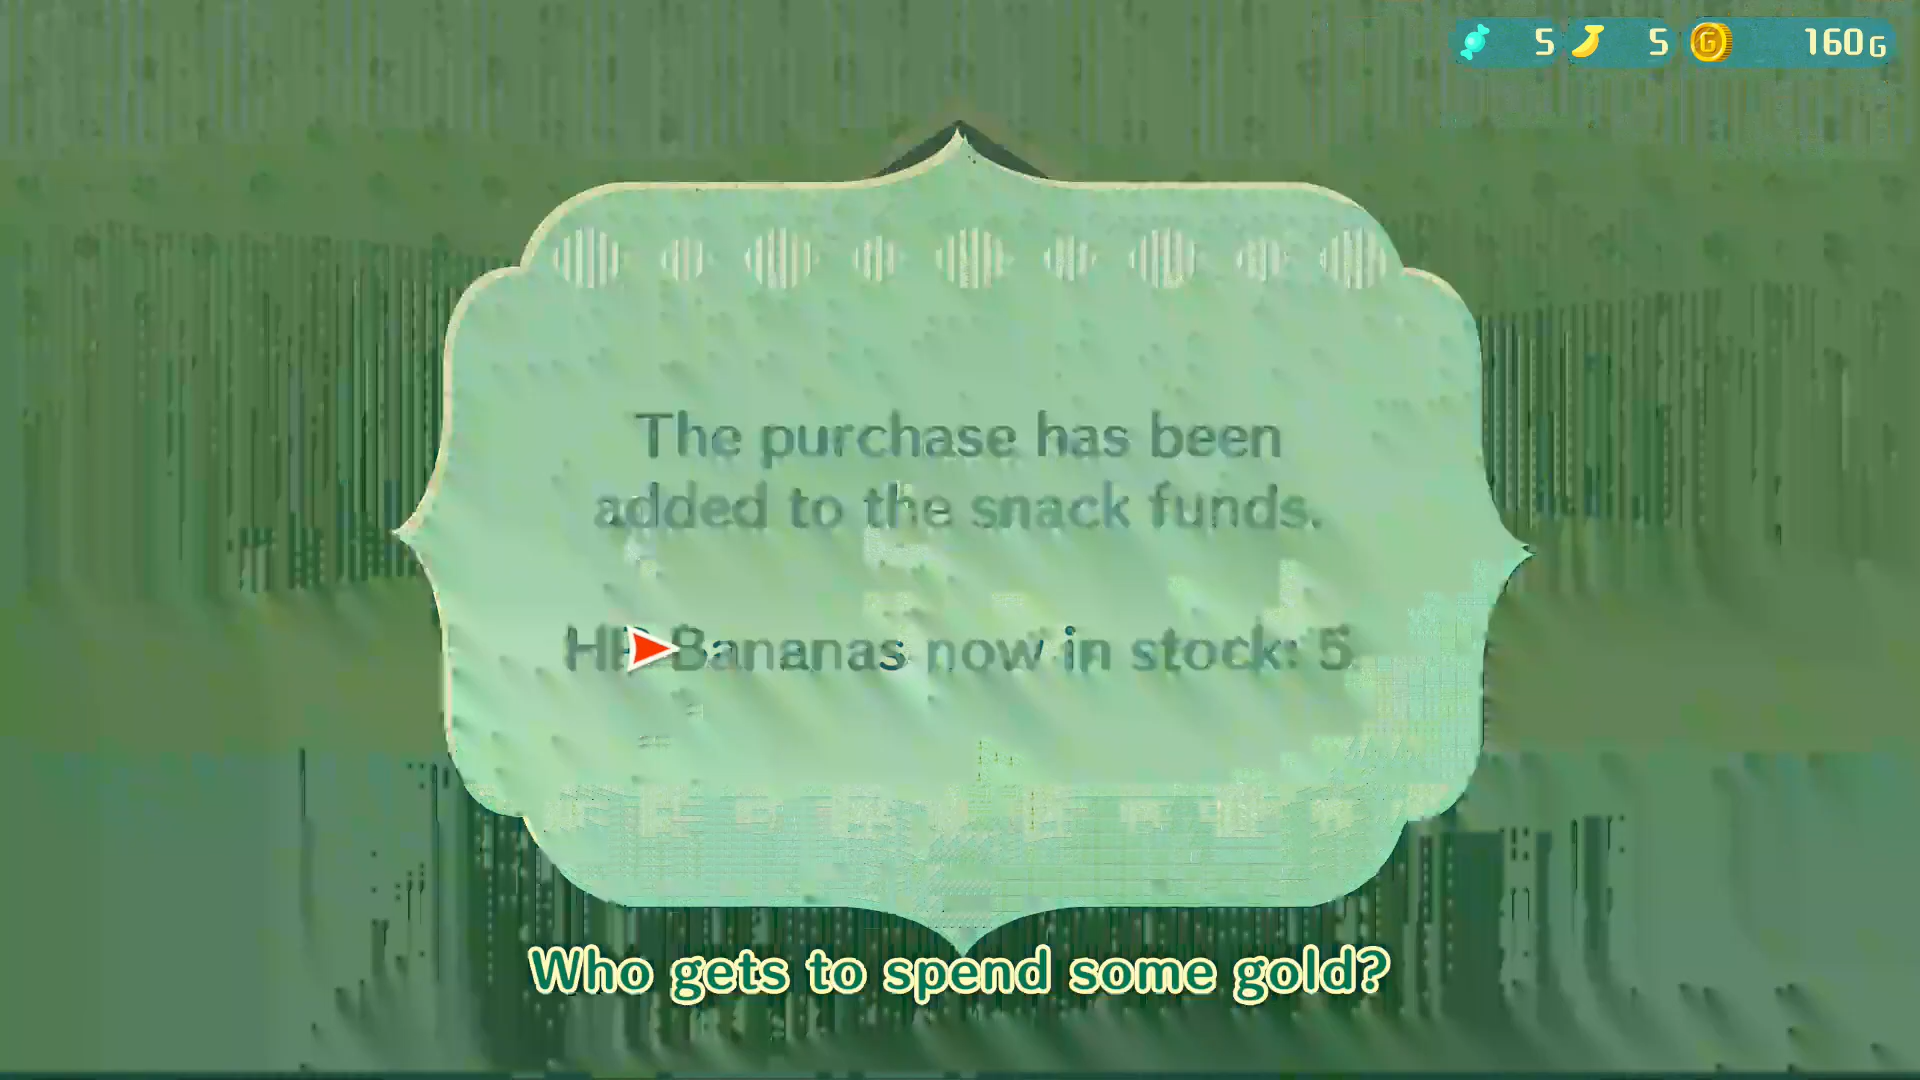 5 5 160G
The purchase has been
added to the snack funds.
HP Bananas now in stock: 5
Who gets to spend some gold?